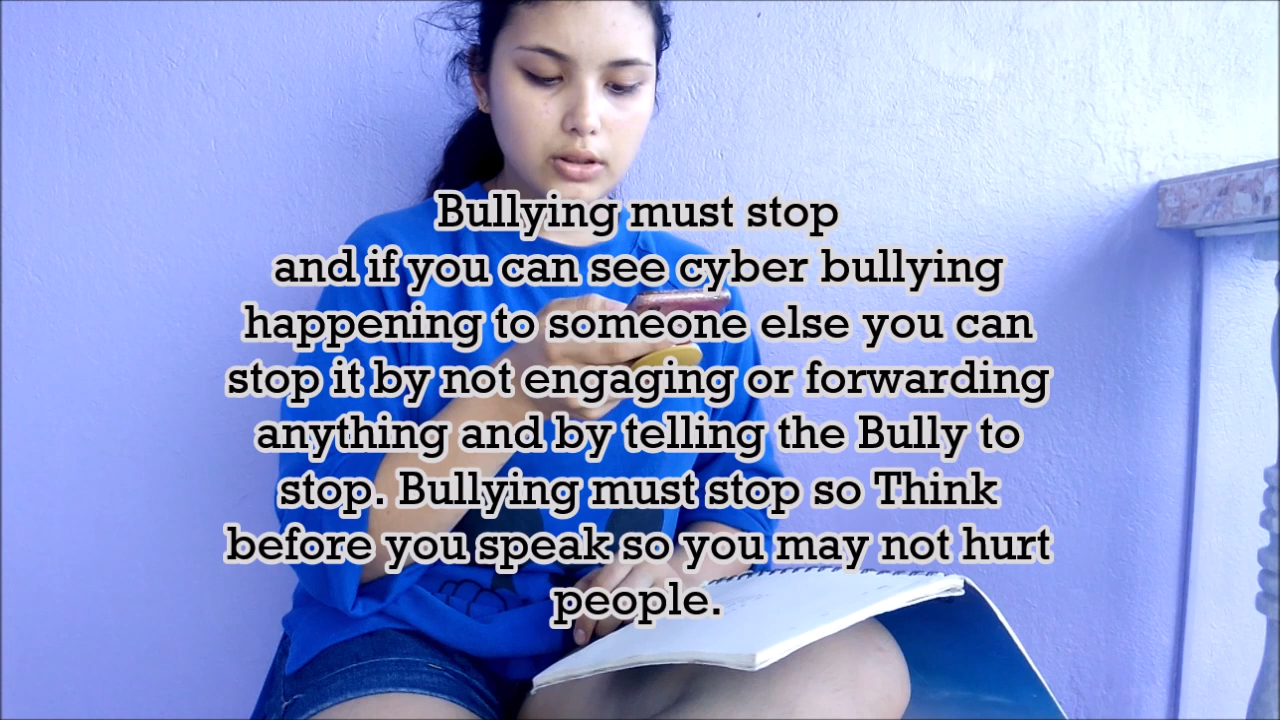 Bullying must stop
and if you can see cyber bullying
happening to someone else you can
stop it by not engaging or forwarding
anything and by telling the Bully to
stop. Bullying must stop so Think
before you speak so you may not hurt
people.